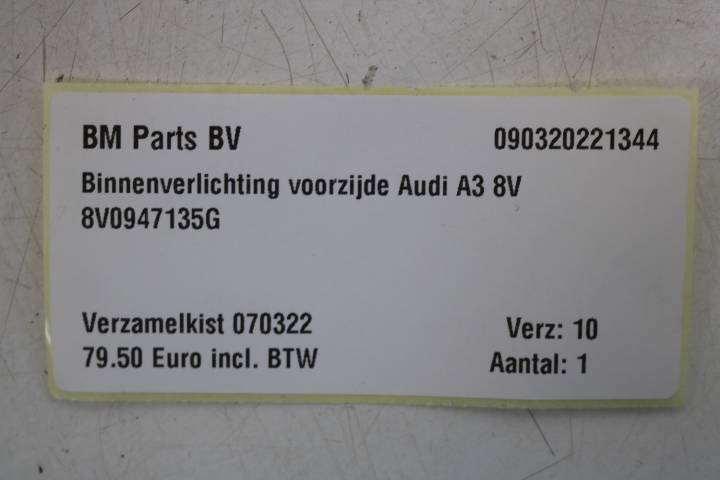 BM Parts BV 090320221344
Binnenverlichting voorzijde Audi A3 8V
8V0947135G
Verzamelkist 070322 Verz: 10
79.50 Euro incl. BTW Aantal: 1